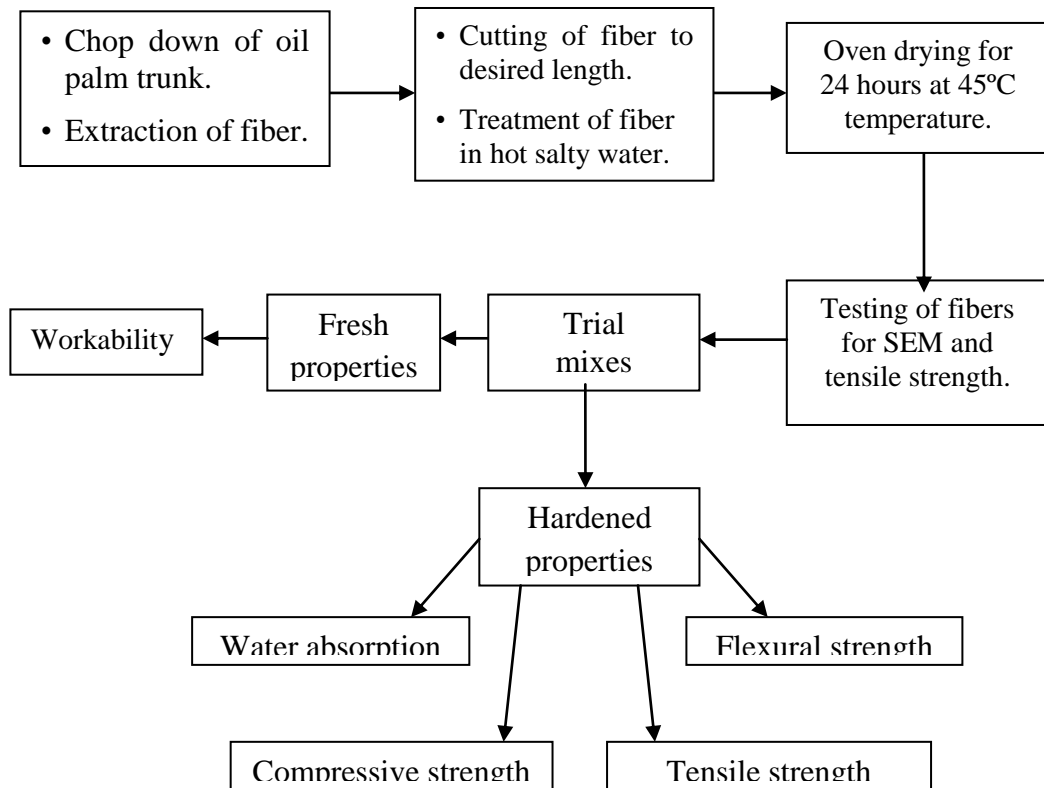 • Chop down of oil
palm trunk.
• Extraction of fiber.
• Cutting of fiber to
desired length.
• Treatment of fiber
in hot salty water.
Oven drying for
24 hours at 45ºC
temperature.
Testing of fibers
for SEM and
tensile strength.
Trial
mixes
Fresh
properties
Workability
Hardened
properties
Water absorption
Flexural strength
Compressive strength
Tensile strength